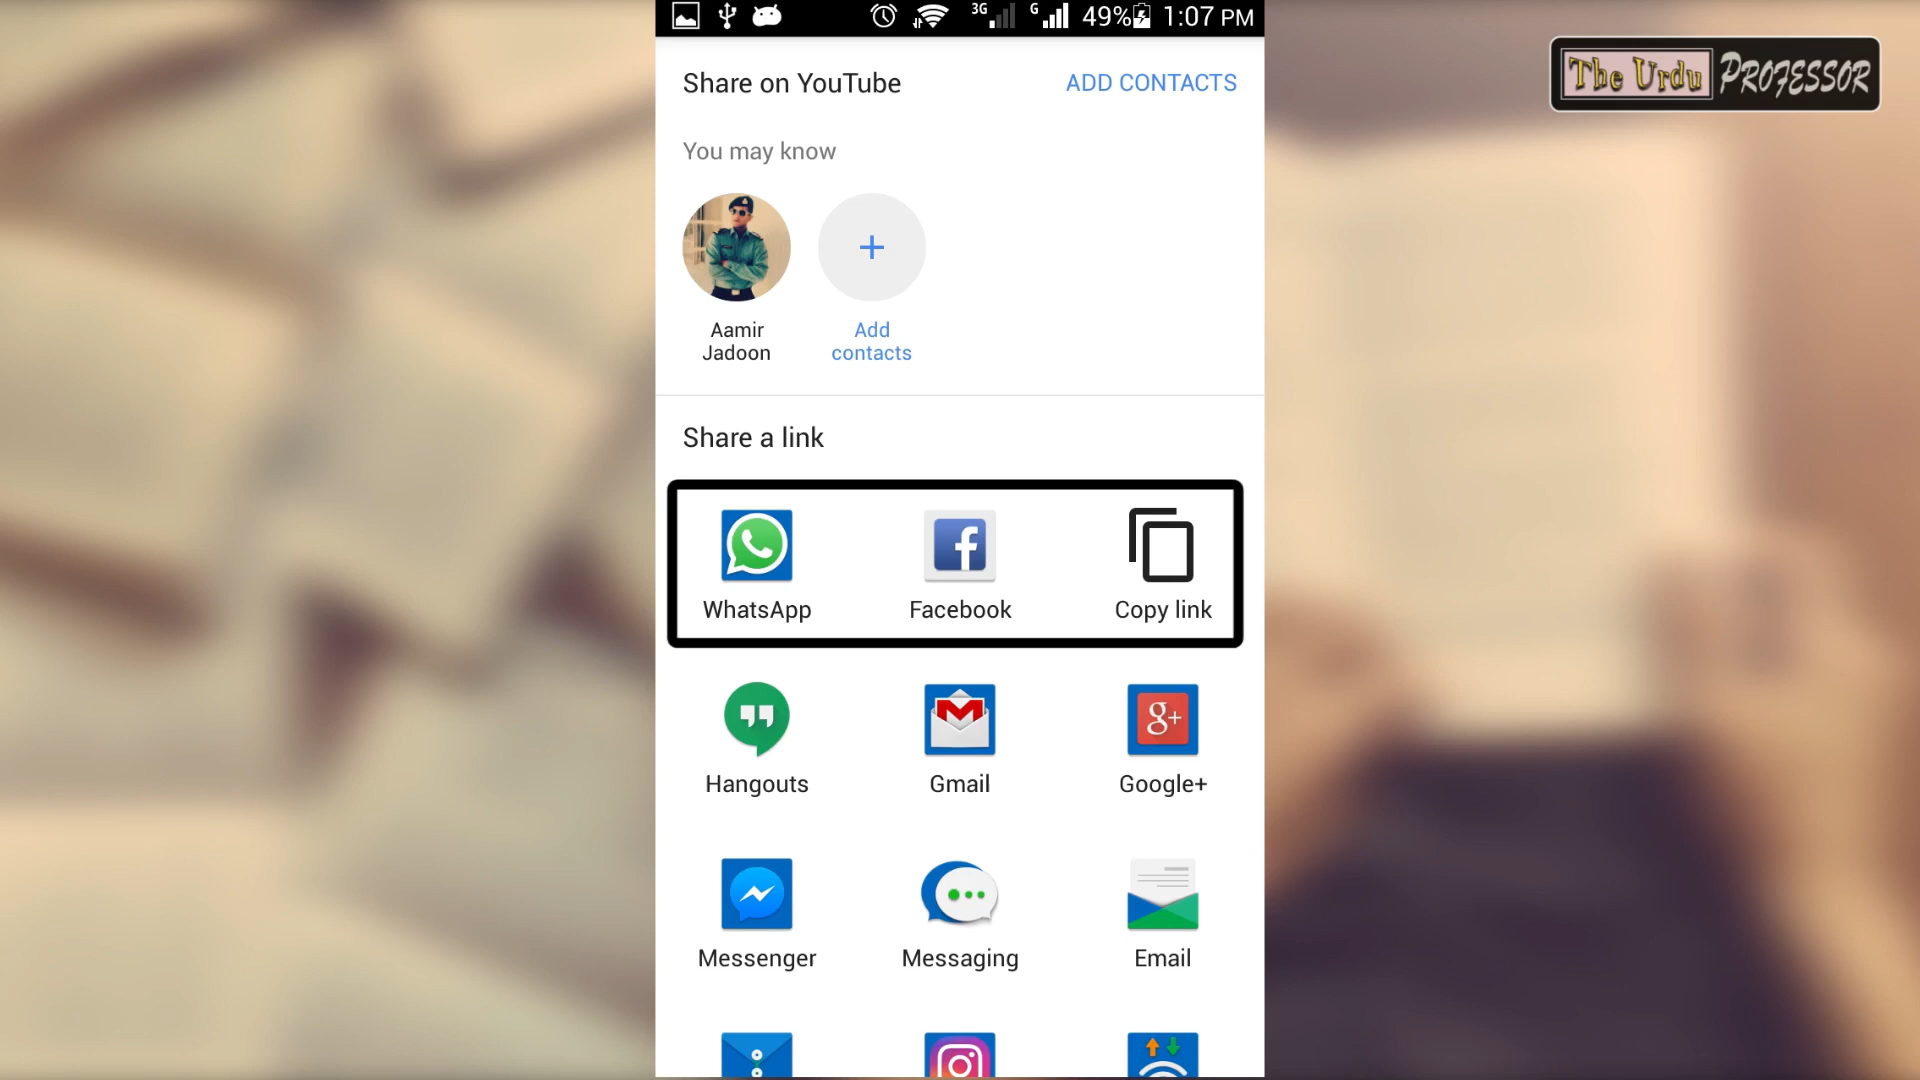 3G G 49% 1:07 PM
The Urdu PROFESSOR
Share on YouTube ADD CONTACTS
You may know
Aamir
Jadoon
Add
contacts
Share a link
WhatsApp Facebook Copy link
Hangouts Gmail Google+
Messenger Messaging Email